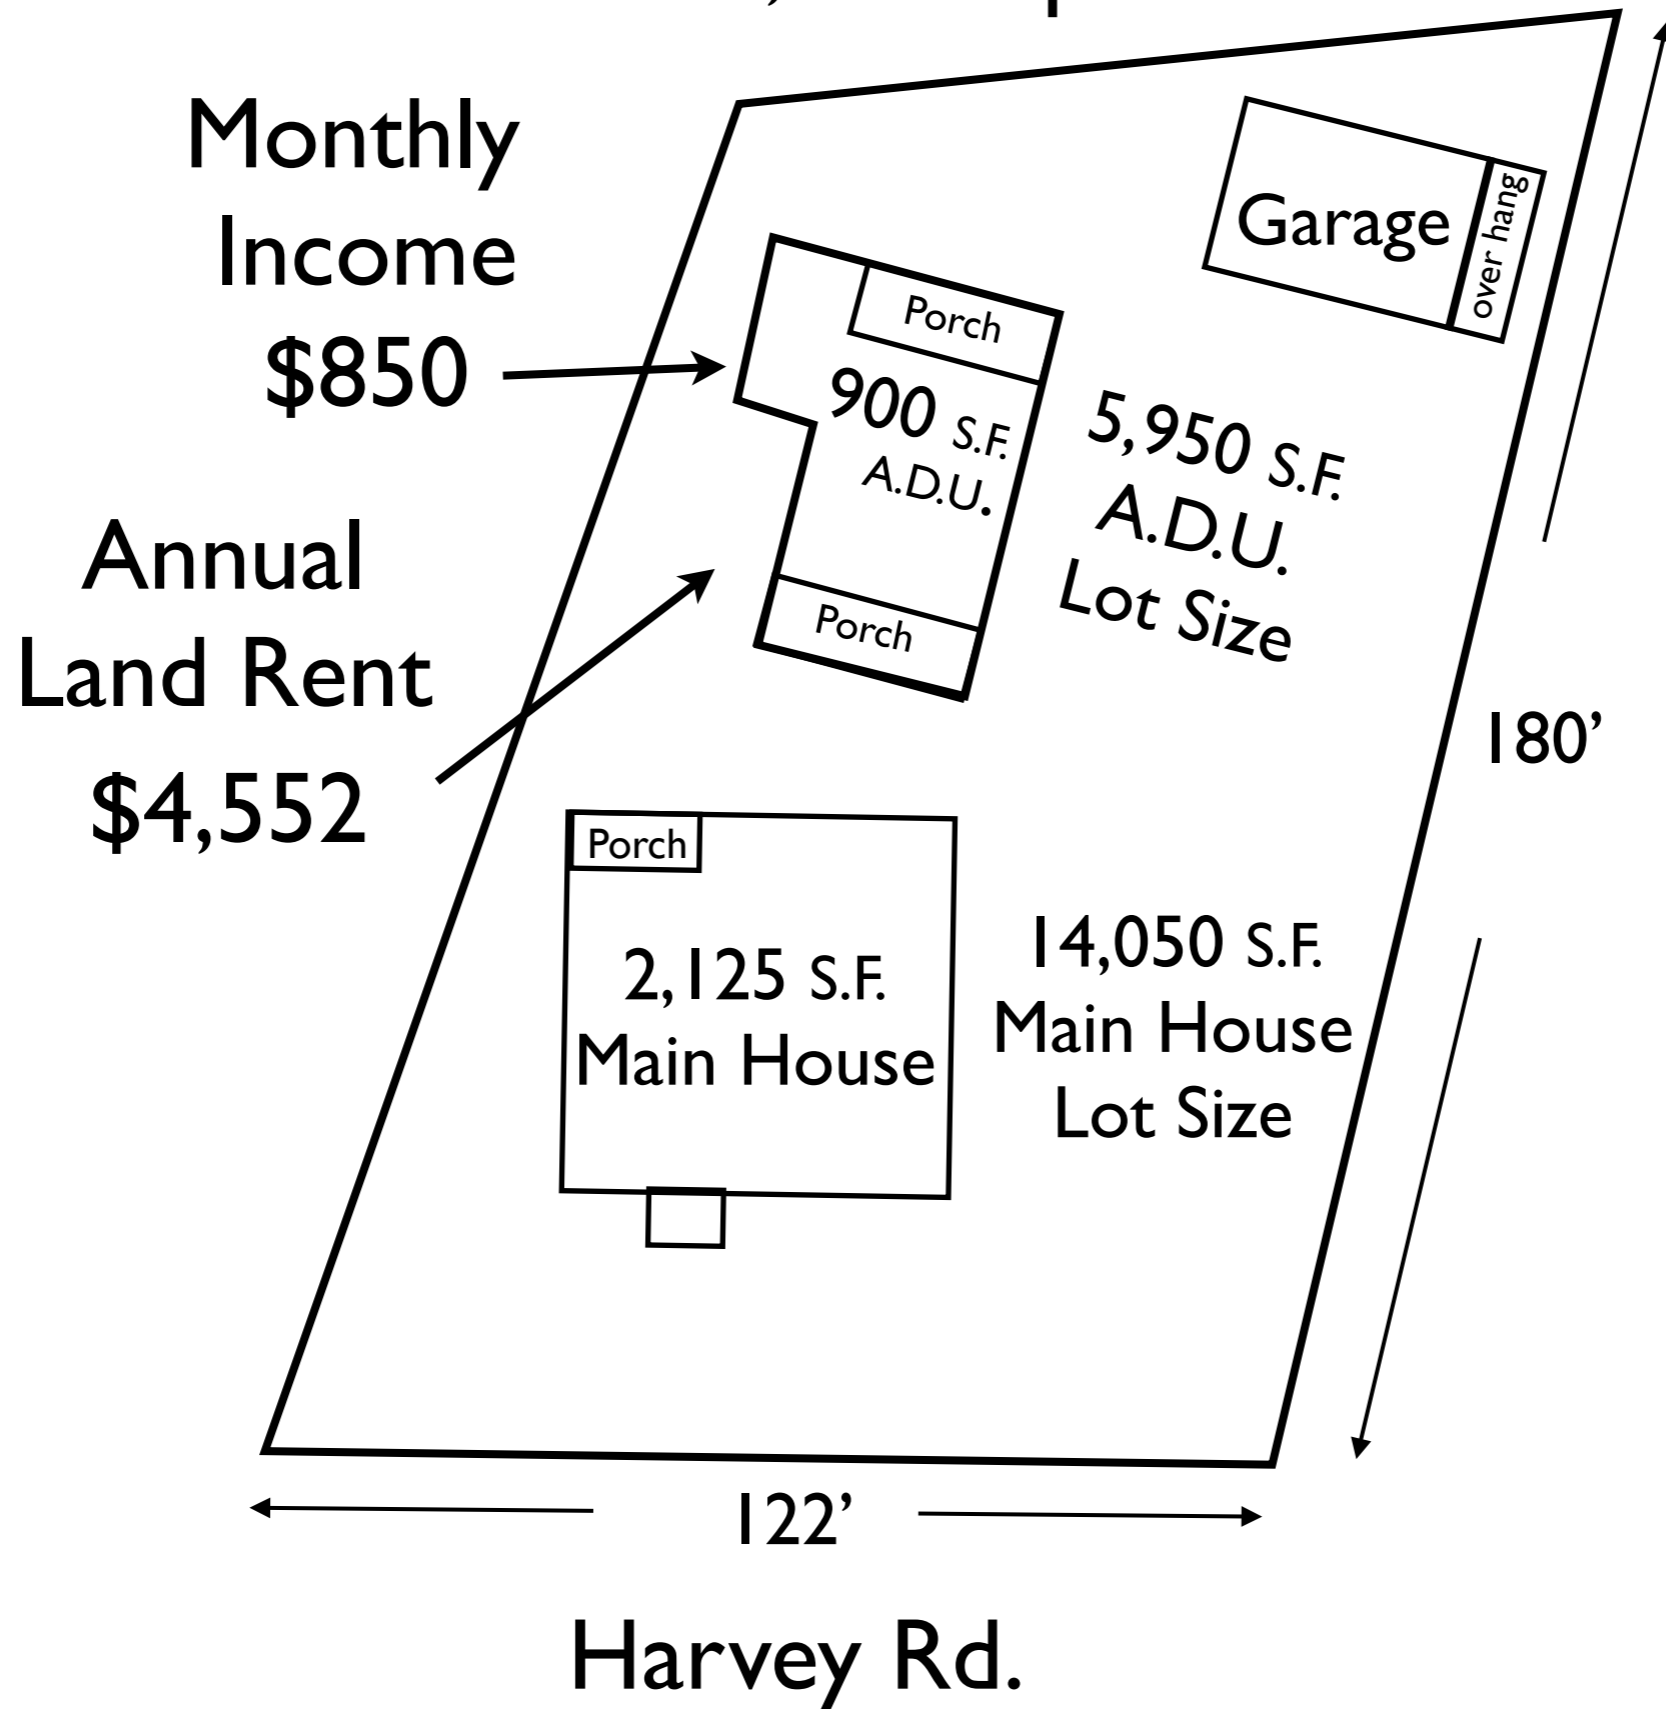 Monthly
Income
$850
Annual
Land Rent
$4,552
Garage
over hang
Porch
900 S.F.
A.D.U.
5,950 S.F.
A.D.U.
Lot Size
Porch
180’
Porch
2,125 S.F.
Main House
14,050 S.F.
Main House
Lot Size
122’
Harvey Rd.